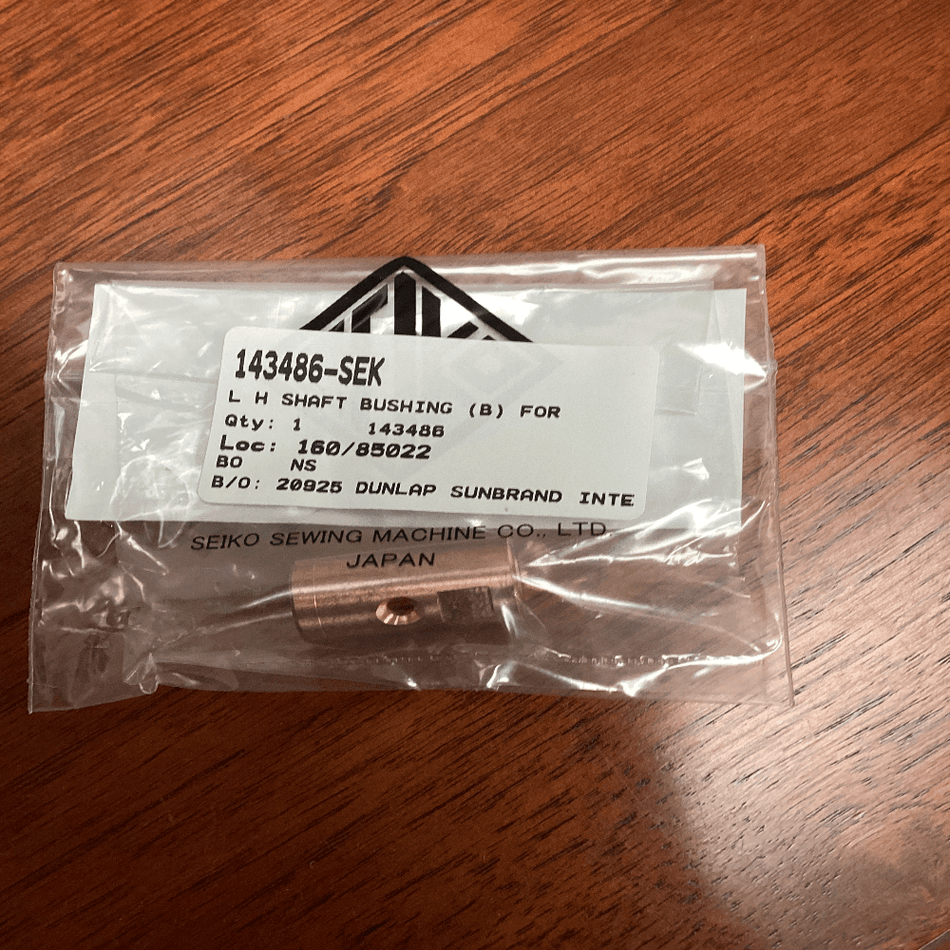 143486-SEK
L H SHAFT BUSHING (B) FOR
Qty: 1 143486
Loc: 160/85022
BO NS
B/O: 20925 DUNLAP SUNBRAND INTE
SEIKO SEWING MACHINE CO., LTD.
JAPAN